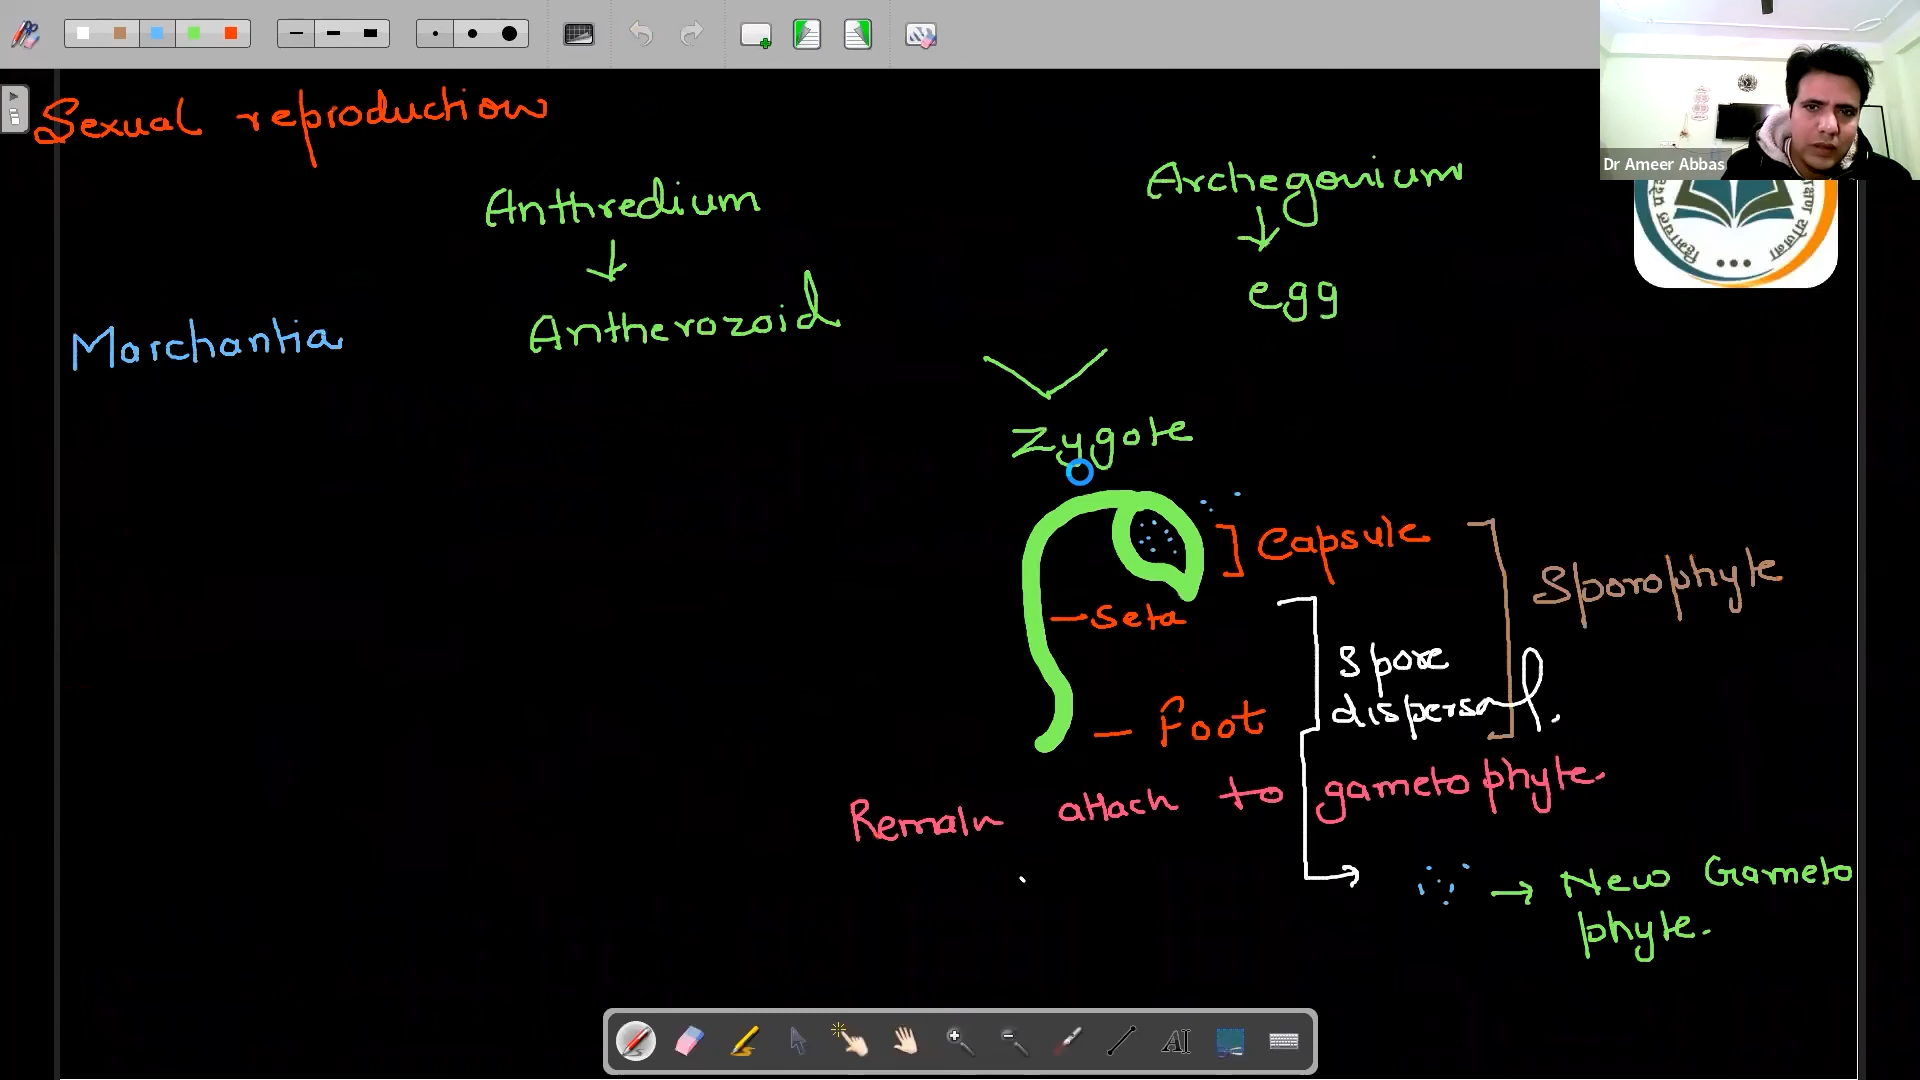 Sexual reproduction
Dr Ameer Abbas
Anthredium
Archegonium
Antherozoid
egg
Marchantia
Zygote
Capsule
Sporophyte
Seta
Spore
dispersal.
Foot
Remain attach to gametophyte.
New Gameto
phyte.
AI